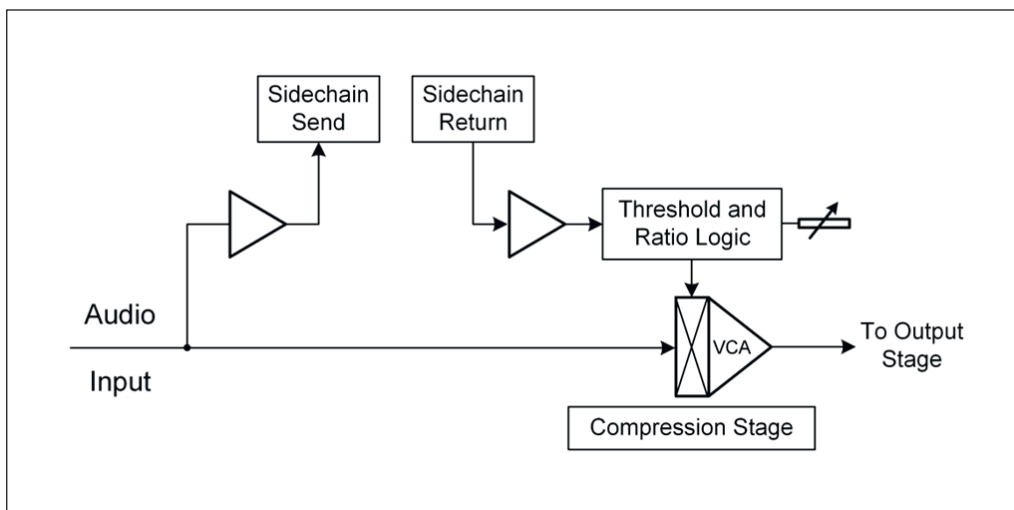 Sidechain
Send
Sidechain
Return
Threshold and
Ratio Logic
Audio
Input
VCA
To Output
Stage
Compression Stage